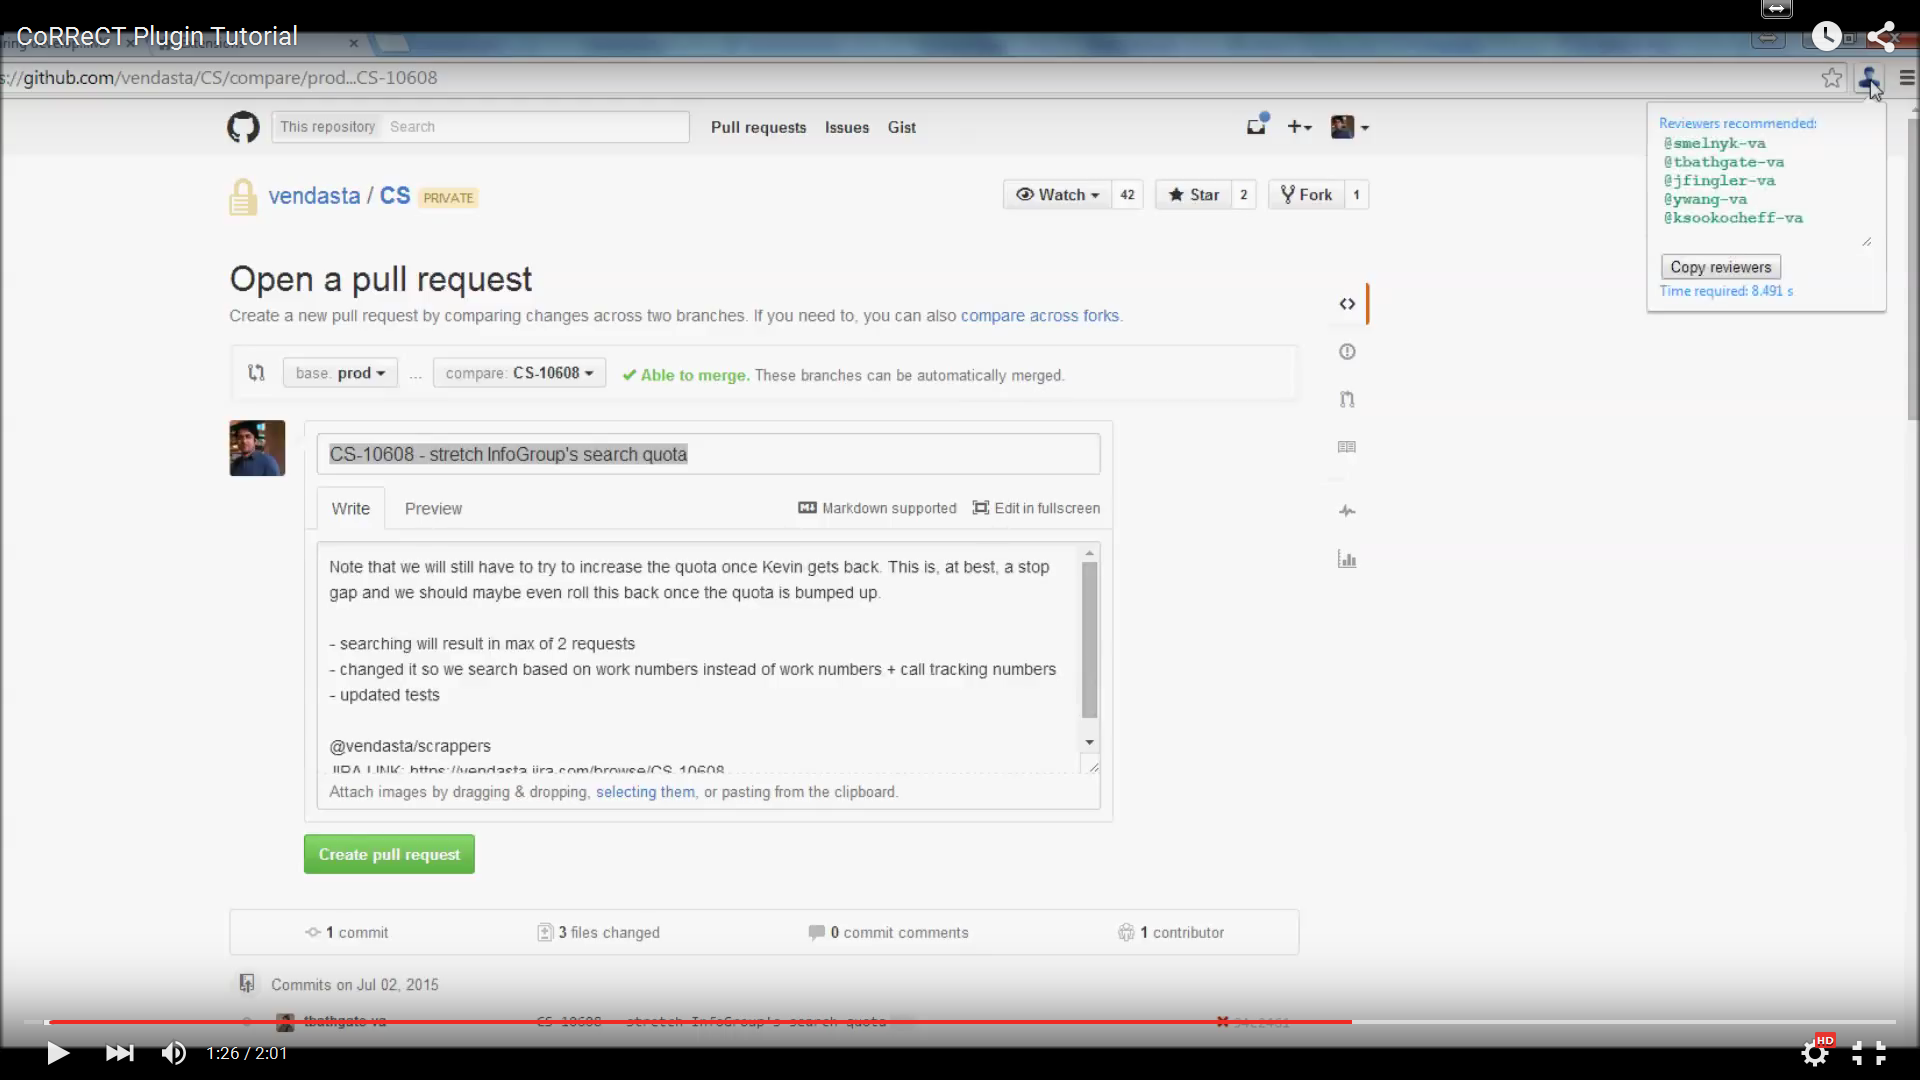 CoRReCT Plugin Tutorial
s://github.com/vendasta/CS/compare/prod...CS-10608
This repository Search Pull requests Issues Gist
Reviewers recommended:
@smelnyk-va
@tbathgate-va
@jfingler-va
@ywang-va
@ksookocheff-va
Copy reviewers
Time required: 8.491 s
vendasta / CS PRIVATE
Watch 42 Star 2 Fork 1
Open a pull request
Create a new pull request by comparing changes across two branches. If you need to, you can also compare across forks.
base: prod ... compare: CS-10608 Able to merge. These branches can be automatically merged.
CS-10608 - stretch InfoGroup's search quota
Write Preview Markdown supported Edit in fullscreen
Note that we will still have to try to increase the quota once Kevin gets back. This is, at best, a stop
gap and we should maybe even roll this back once the quota is bumped up.
- searching will result in max of 2 requests
- changed it so we search based on work numbers instead of work numbers + call tracking numbers
- updated tests
@vendasta/scrappers
JIRA LINK: https://vendasta.jira.com/browse/CS-10608
Attach images by dragging & dropping, selecting them, or pasting from the clipboard.
Create pull request
1 commit 3 files changed 0 commit comments 1 contributor
Commits on Jul 02, 2015
tbathgate-va CS-10608 - stretch InfoGroup's search quota
1:26 / 2:01
HD